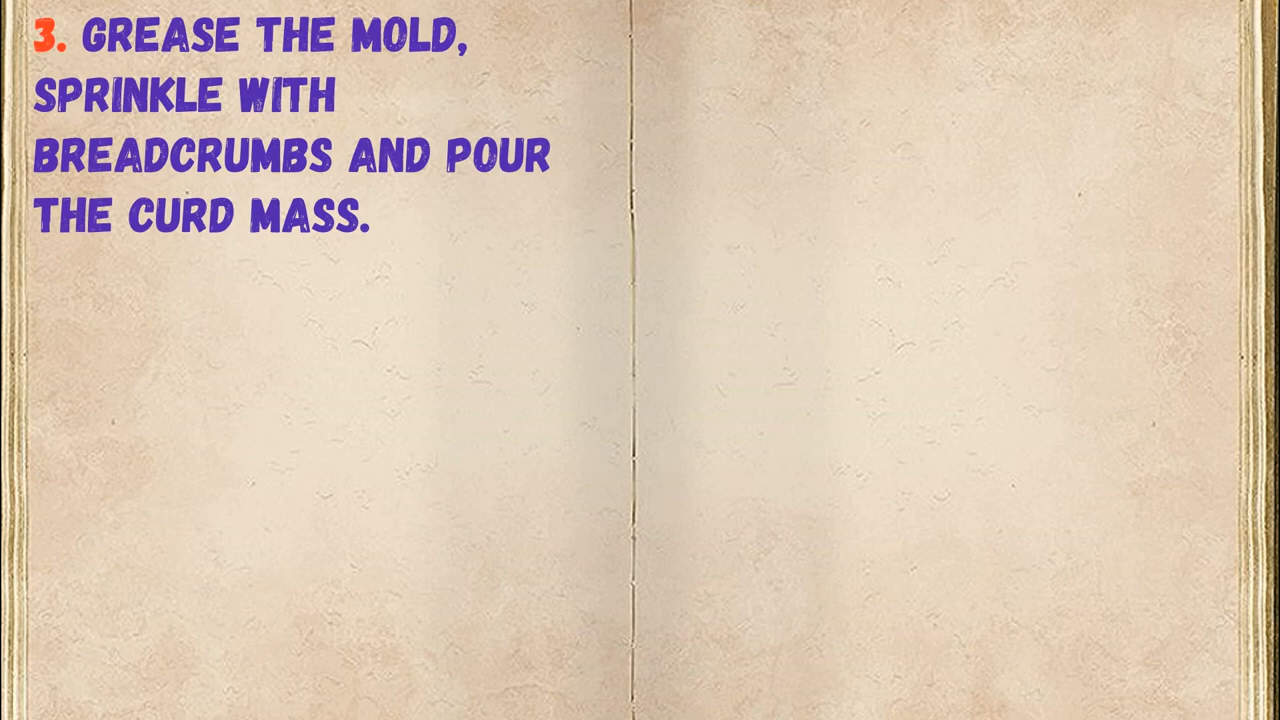 3. GREASE THE MOLD,
SPRINKLE WITH
BREADCRUMBS AND POUR
THE CURD MASS.